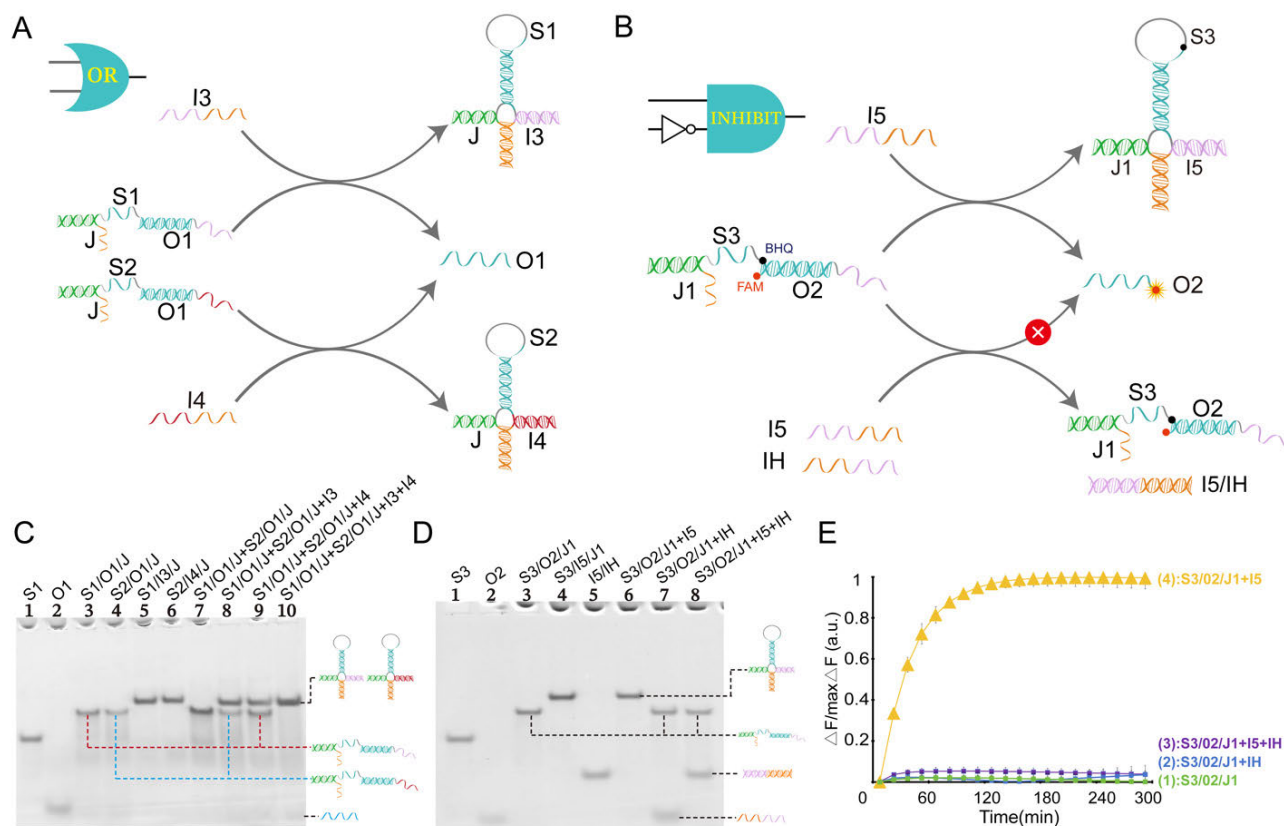 A
OR
I3
S1
J
I3
S1
J
O1
S2
J
O1
O1
S2
I4
J
I4
B
INHIBIT
I5
S3
J1
I5
S3
BHQ
J1
FAM
O2
O2
I5
IH
S3
O2
J1
I5/IH
C
S1
O1
S1/O1/J
S2/O1/J
S1/I3/J
S2/I4/J
S1/O1/J+S2/O1/J
S1/O1/J+S2/O1/J+I3
S1/O1/J+S2/O1/J+I4
S1/O1/J+S2/O1/J+I3+I4
1 2 3 4 5 6 7 8 9 10
D
S3
O2
S3/O2/J1
S3/I5/J1
I5/IH
S3/O2/J1+I5
S3/O2/J1+IH
S3/O2/J1+I5+IH
1 2 3 4 5 6 7 8
E
△F/max△F (a.u.)
1
0.8
0.6
0.4
0.2
0
60 120 180 240 300
Time(min)
(4):S3/02/J1+I5
(3):S3/02/J1+I5+IH
(2):S3/02/J1+IH
(1):S3/02/J1